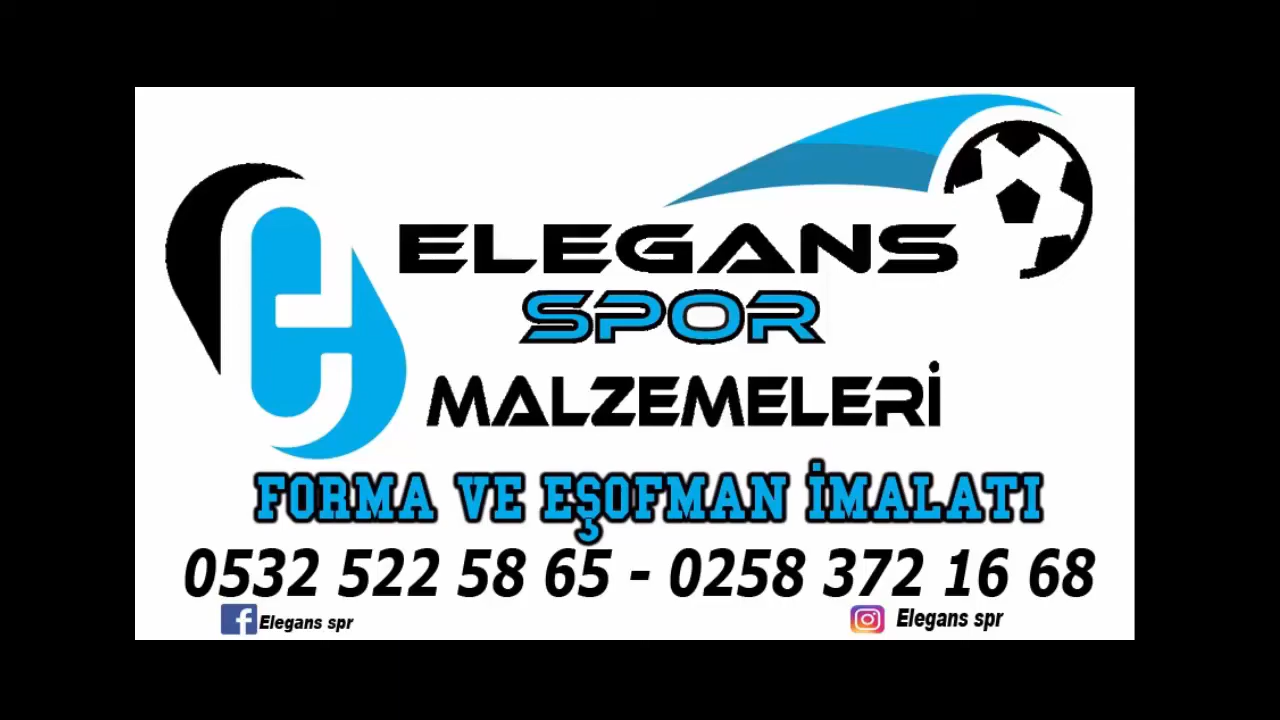 ELEGANS
SPOR
MALZEMELERİ
FORMA VE EŞOFMAN İMALATI
0532 522 58 65 - 0258 372 16 68
Elegans spr
Elegans spr